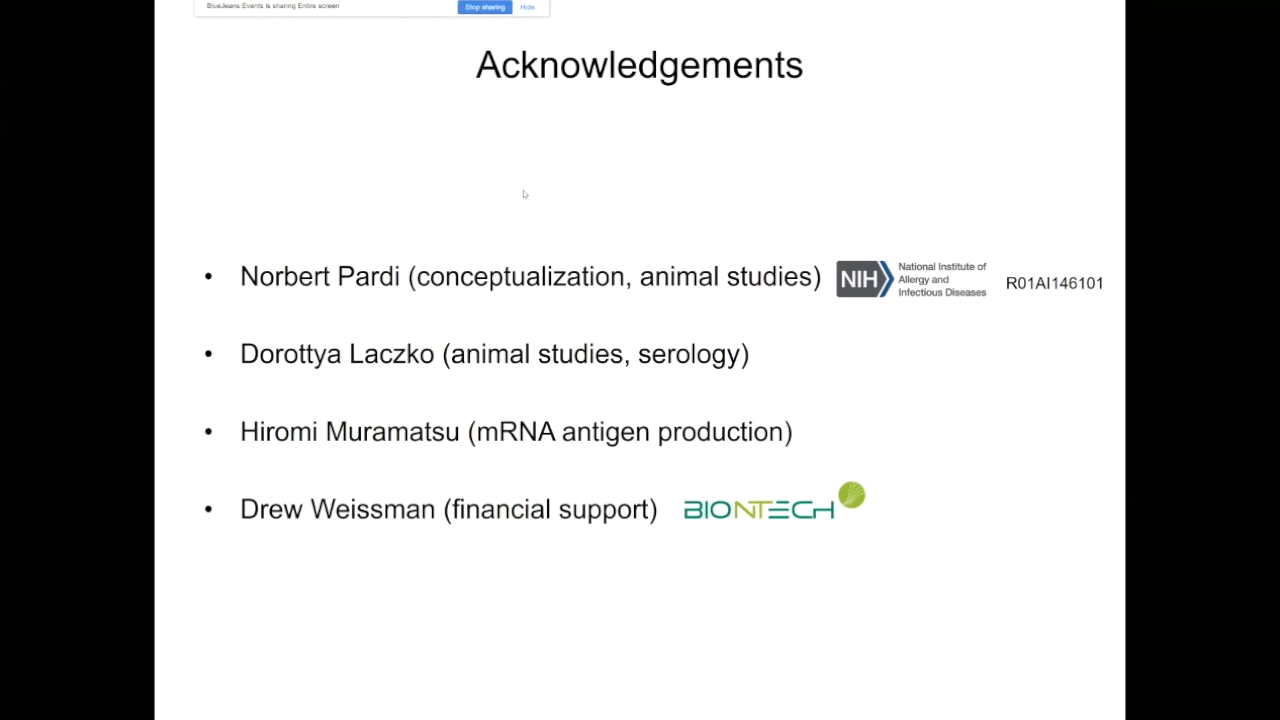 BlueJeans Events is sharing Entire screen
Stop sharing
Hide
Acknowledgements
• Norbert Pardi (conceptualization, animal studies)
NIH
National Institute of
Allergy and
Infectious Diseases
R01AI146101
• Dorottya Laczko (animal studies, serology)
• Hiromi Muramatsu (mRNA antigen production)
• Drew Weissman (financial support)
BIONTECH